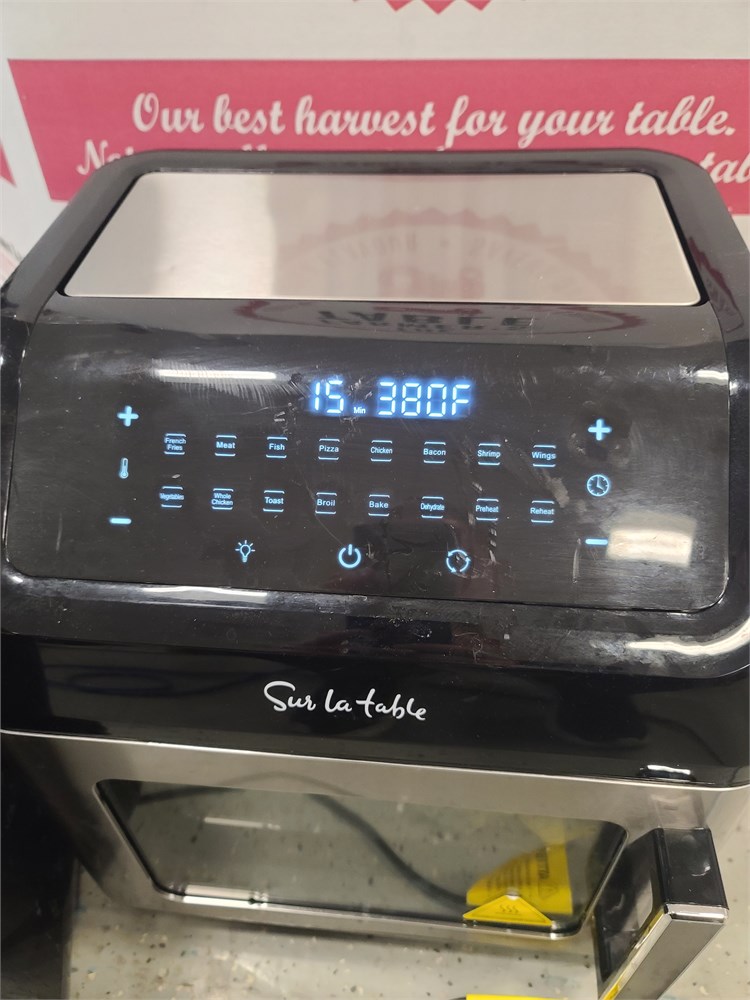 Our best harvest for your table.
TABLE
15 Min 380F
French Fries Meat Fish Pizza Chicken Bacon Shrimp Wings
Vegetables Whole Chicken Toast Broil Bake Dehydrate Preheat Reheat
Sur la table